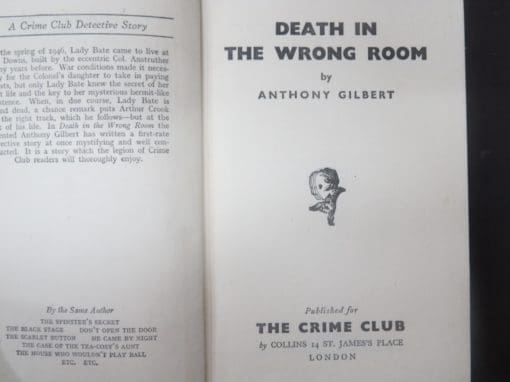 A Crime Club Detective Story
the spring of 1946, Lady Bate came to live at
Downs, built by the eccentric Col. Anstruther
years before. War conditions made it neces-
for the Colonel's daughter to take in paying
but only Lady Bate knew the secret of her
life and the key to her mysterious hermit-like
When, in due course, Lady Bate is
dead, a chance remark puts Arthur Crook
the right track, which he follows—but at the
of his life. In Death in the Wrong Room the
Anthony Gilbert has written a first-rate
story at once mystifying and well con-
It is a story which the legion of Crime
Club readers will thoroughly enjoy.
By the Same Author
THE SPINSTER'S SECRET
THE BLACK STAGE DON'T OPEN THE DOOR
THE SCARLET BUTTON HE CAME BY NIGHT
THE CASE OF THE TEA-COSY'S AUNT
THE HOUSE WHO WOULDN'T PLAY BALL
ETC. ETC.
DEATH IN
THE WRONG ROOM
by
ANTHONY GILBERT
Published for
THE CRIME CLUB
by COLLINS 14 ST. JAMES'S PLACE
LONDON